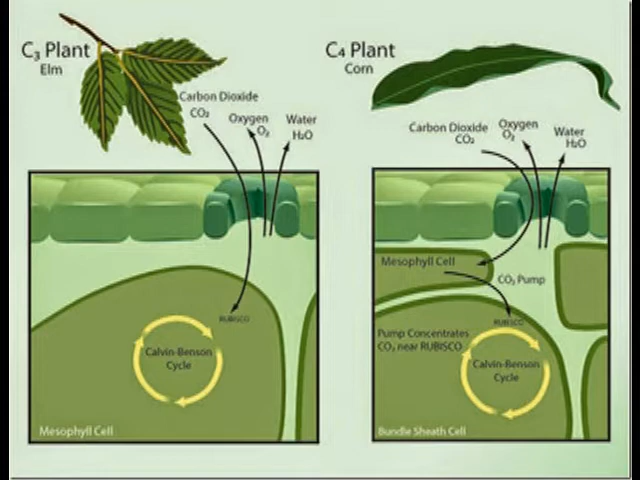 C₃ Plant
Elm
Carbon Dioxide
CO₂
Oxygen
O₂
Water
H₂O
RUBISCO
Calvin-Benson
Cycle
Mesophyll Cell
C₄ Plant
Corn
Carbon Dioxide
CO₂
Oxygen
O₂
Water
H₂O
Mesophyll Cell
CO₂ Pump
RUBISCO
Pump Concentrates
CO₂ near RUBISCO
Calvin-Benson
Cycle
Bundle Sheath Cell